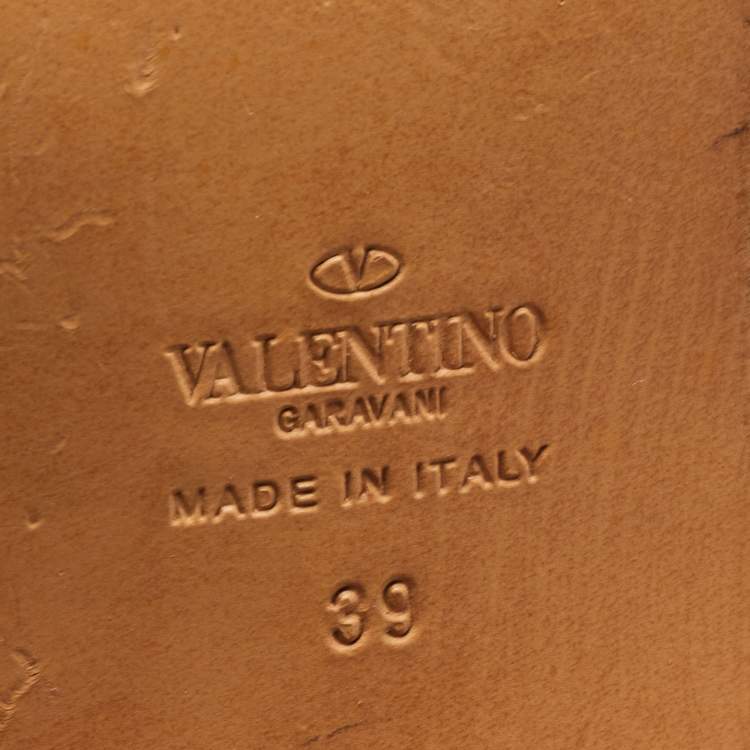 V
VALENTINO
GARAVANI
MADE IN ITALY
39